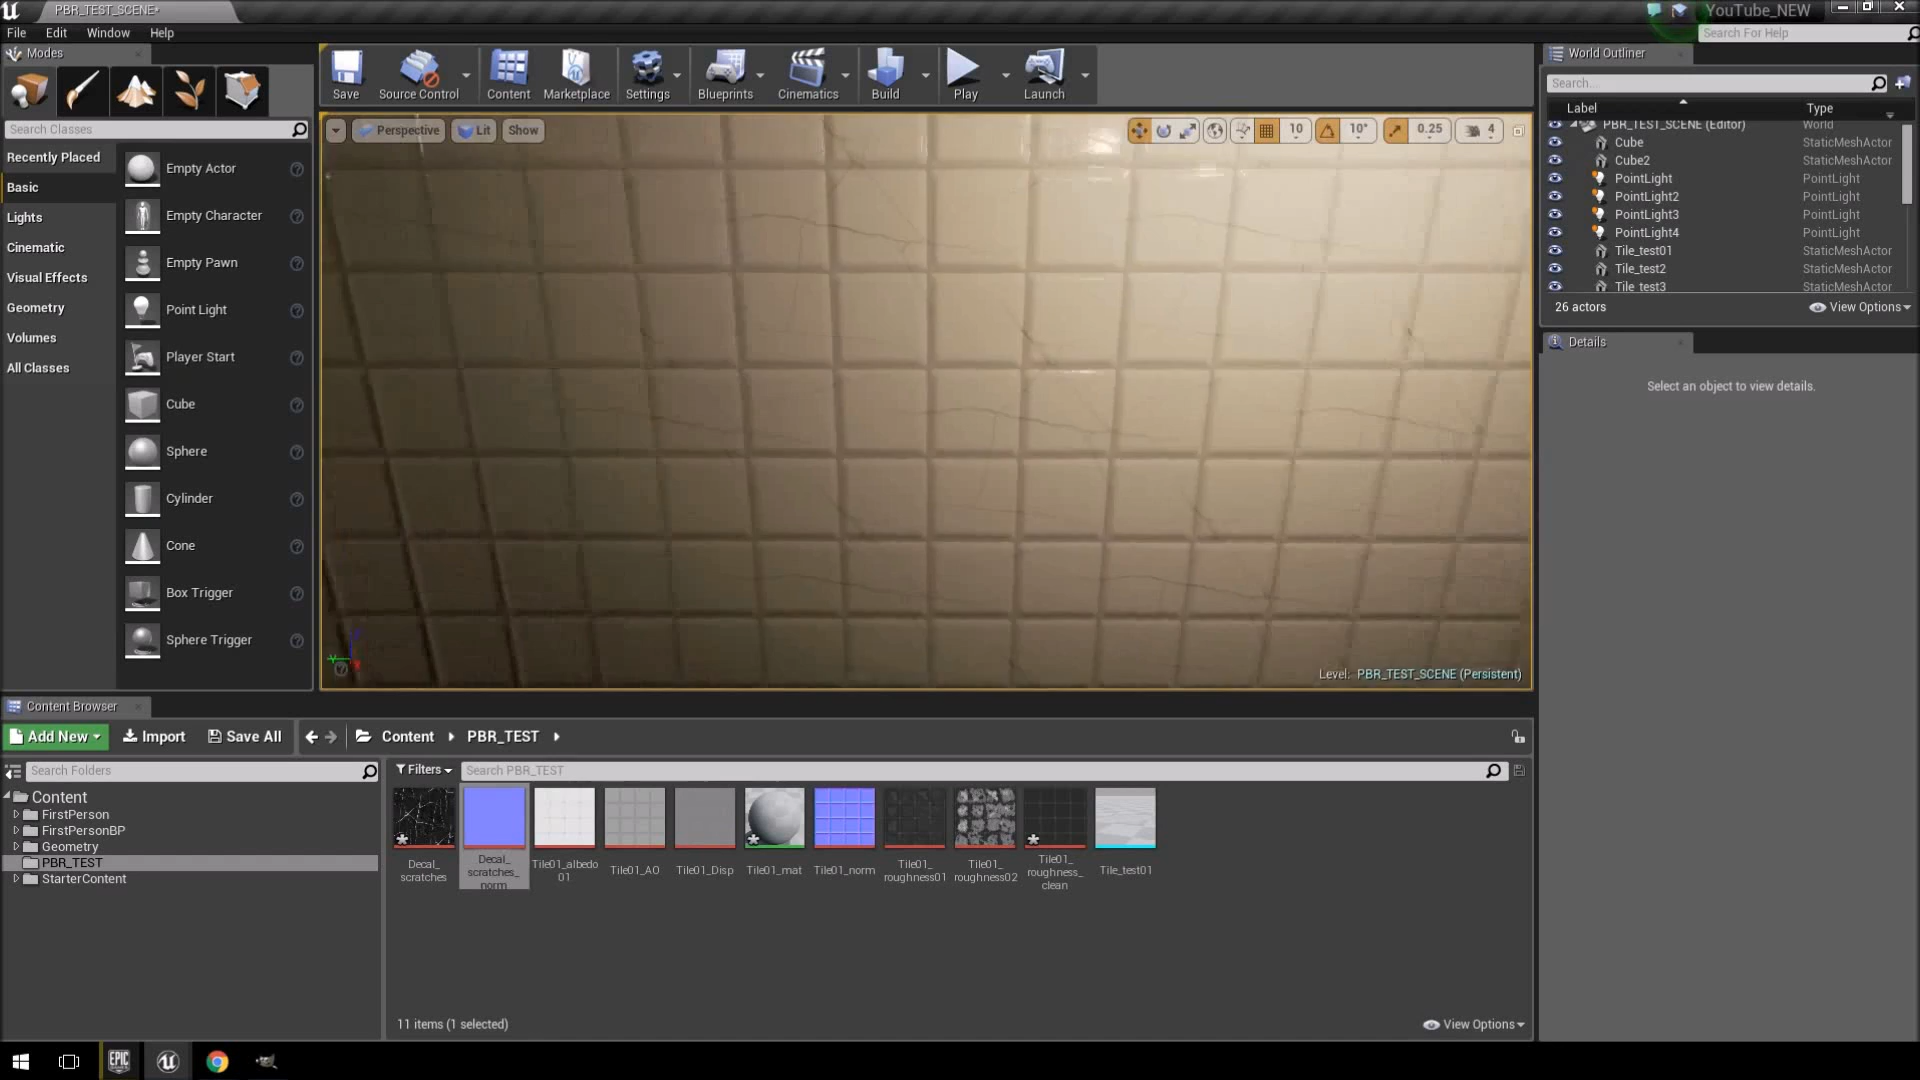 PBR_TEST_SCENE*
YouTube_NEW
File Edit Window Help
Search For Help
Modes
Search Classes
Recently Placed
Basic
Lights
Cinematic
Visual Effects
Geometry
Volumes
All Classes
Empty Actor
Empty Character
Empty Pawn
Point Light
Player Start
Cube
Sphere
Cylinder
Cone
Box Trigger
Sphere Trigger
Save Source Control Content Marketplace Settings Blueprints Cinematics Build Play Launch
Perspective Lit Show
10 10° 0.25 4
Level: PBR_TEST_SCENE (Persistent)
World Outliner
Search...
Label Type
PBR_TEST_SCENE (Editor) World
Cube StaticMeshActor
Cube2 StaticMeshActor
PointLight PointLight
PointLight2 PointLight
PointLight3 PointLight
PointLight4 PointLight
Tile_test01 StaticMeshActor
Tile_test2 StaticMeshActor
Tile_test3 StaticMeshActor
26 actors View Options
Details
Select an object to view details.
Content Browser
Add New Import Save All Content PBR_TEST
Search Folders
Content
FirstPerson
FirstPersonBP
Geometry
PBR_TEST
StarterContent
Filters Search PBR_TEST
Decal_
scratches
Decal_
scratches_
norm
Tile01_albedo
01
Tile01_AO
Tile01_Disp
Tile01_mat
Tile01_norm
Tile01_
roughness01
Tile01_
roughness02
Tile01_
roughness_
clean
Tile_test01
11 items (1 selected) View Options
EPIC